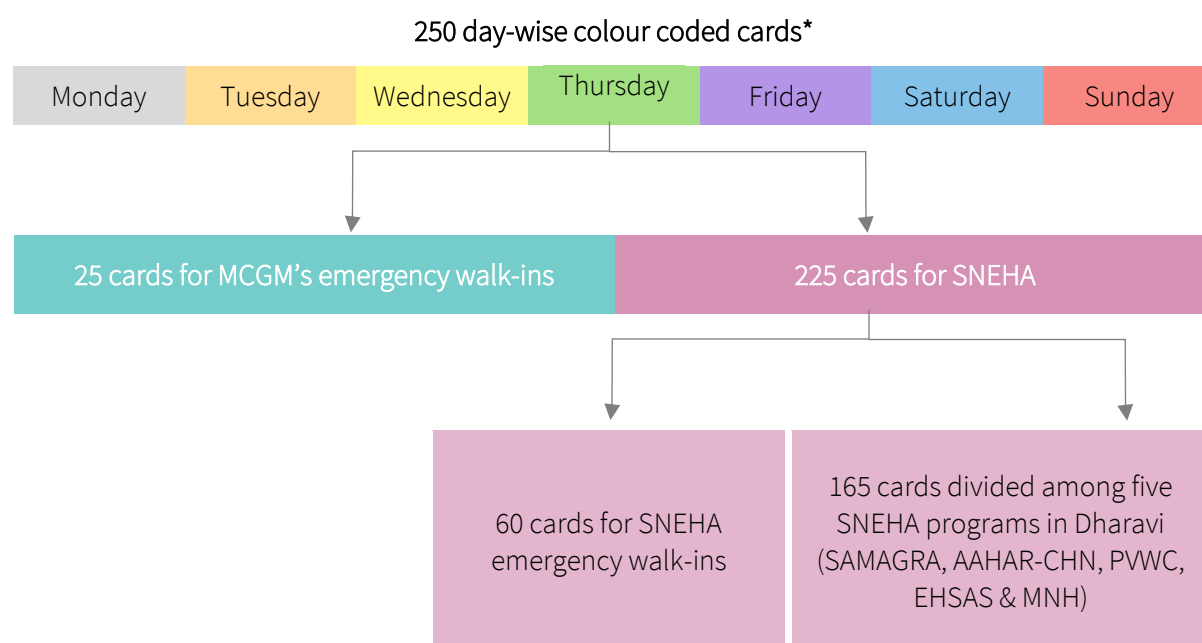 250 day-wise colour coded cards*
Monday
Tuesday
Wednesday
Thursday
Friday
Saturday
Sunday
25 cards for MCGM’s emergency walk-ins
225 cards for SNEHA
60 cards for SNEHA
emergency walk-ins
165 cards divided among five
SNEHA programs in Dharavi
(SAMAGRA, AAHAR-CHN, PVWC,
EHSAS & MNH)